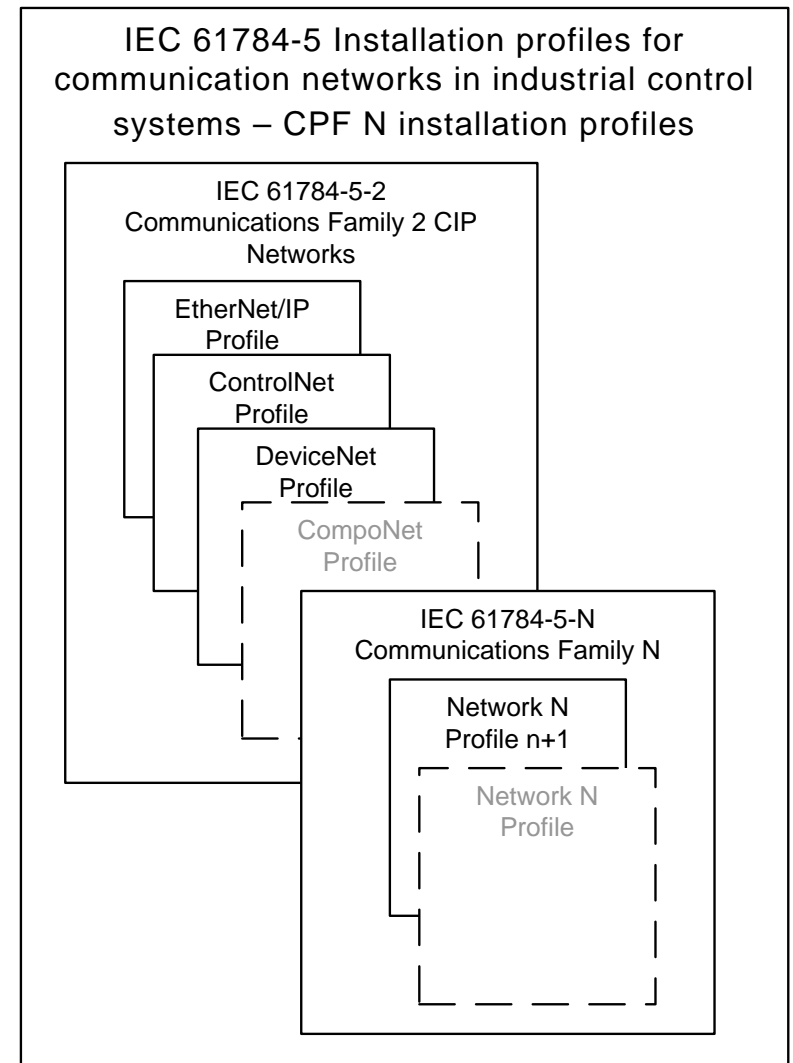 IEC 61784-5 Installation profiles for
communication networks in industrial control
systems – CPF N installation profiles
IEC 61784-5-2
Communications Family 2 CIP
Networks
EtherNet/IP
Profile
ControlNet
Profile
DeviceNet
Profile
CompoNet
Profile
IEC 61784-5-N
Communications Family N
Network N
Profile n+1
Network N
Profile